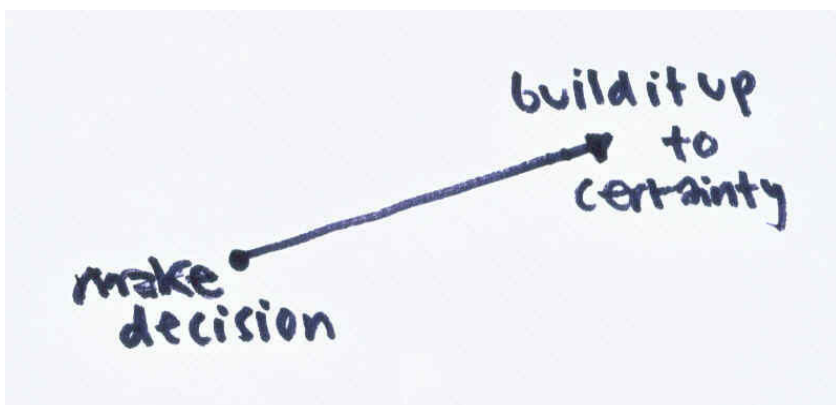 build it up
to
certainty
make
decision